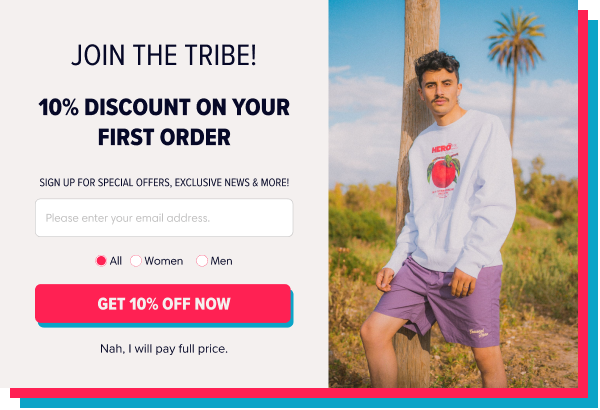 JOIN THE TRIBE!
10% DISCOUNT ON YOUR
FIRST ORDER
SIGN UP FOR SPECIAL OFFERS, EXCLUSIVE NEWS & MORE!
Please enter your email address.
All Women Men
GET 10% OFF NOW
Nah, I will pay full price.
HERO